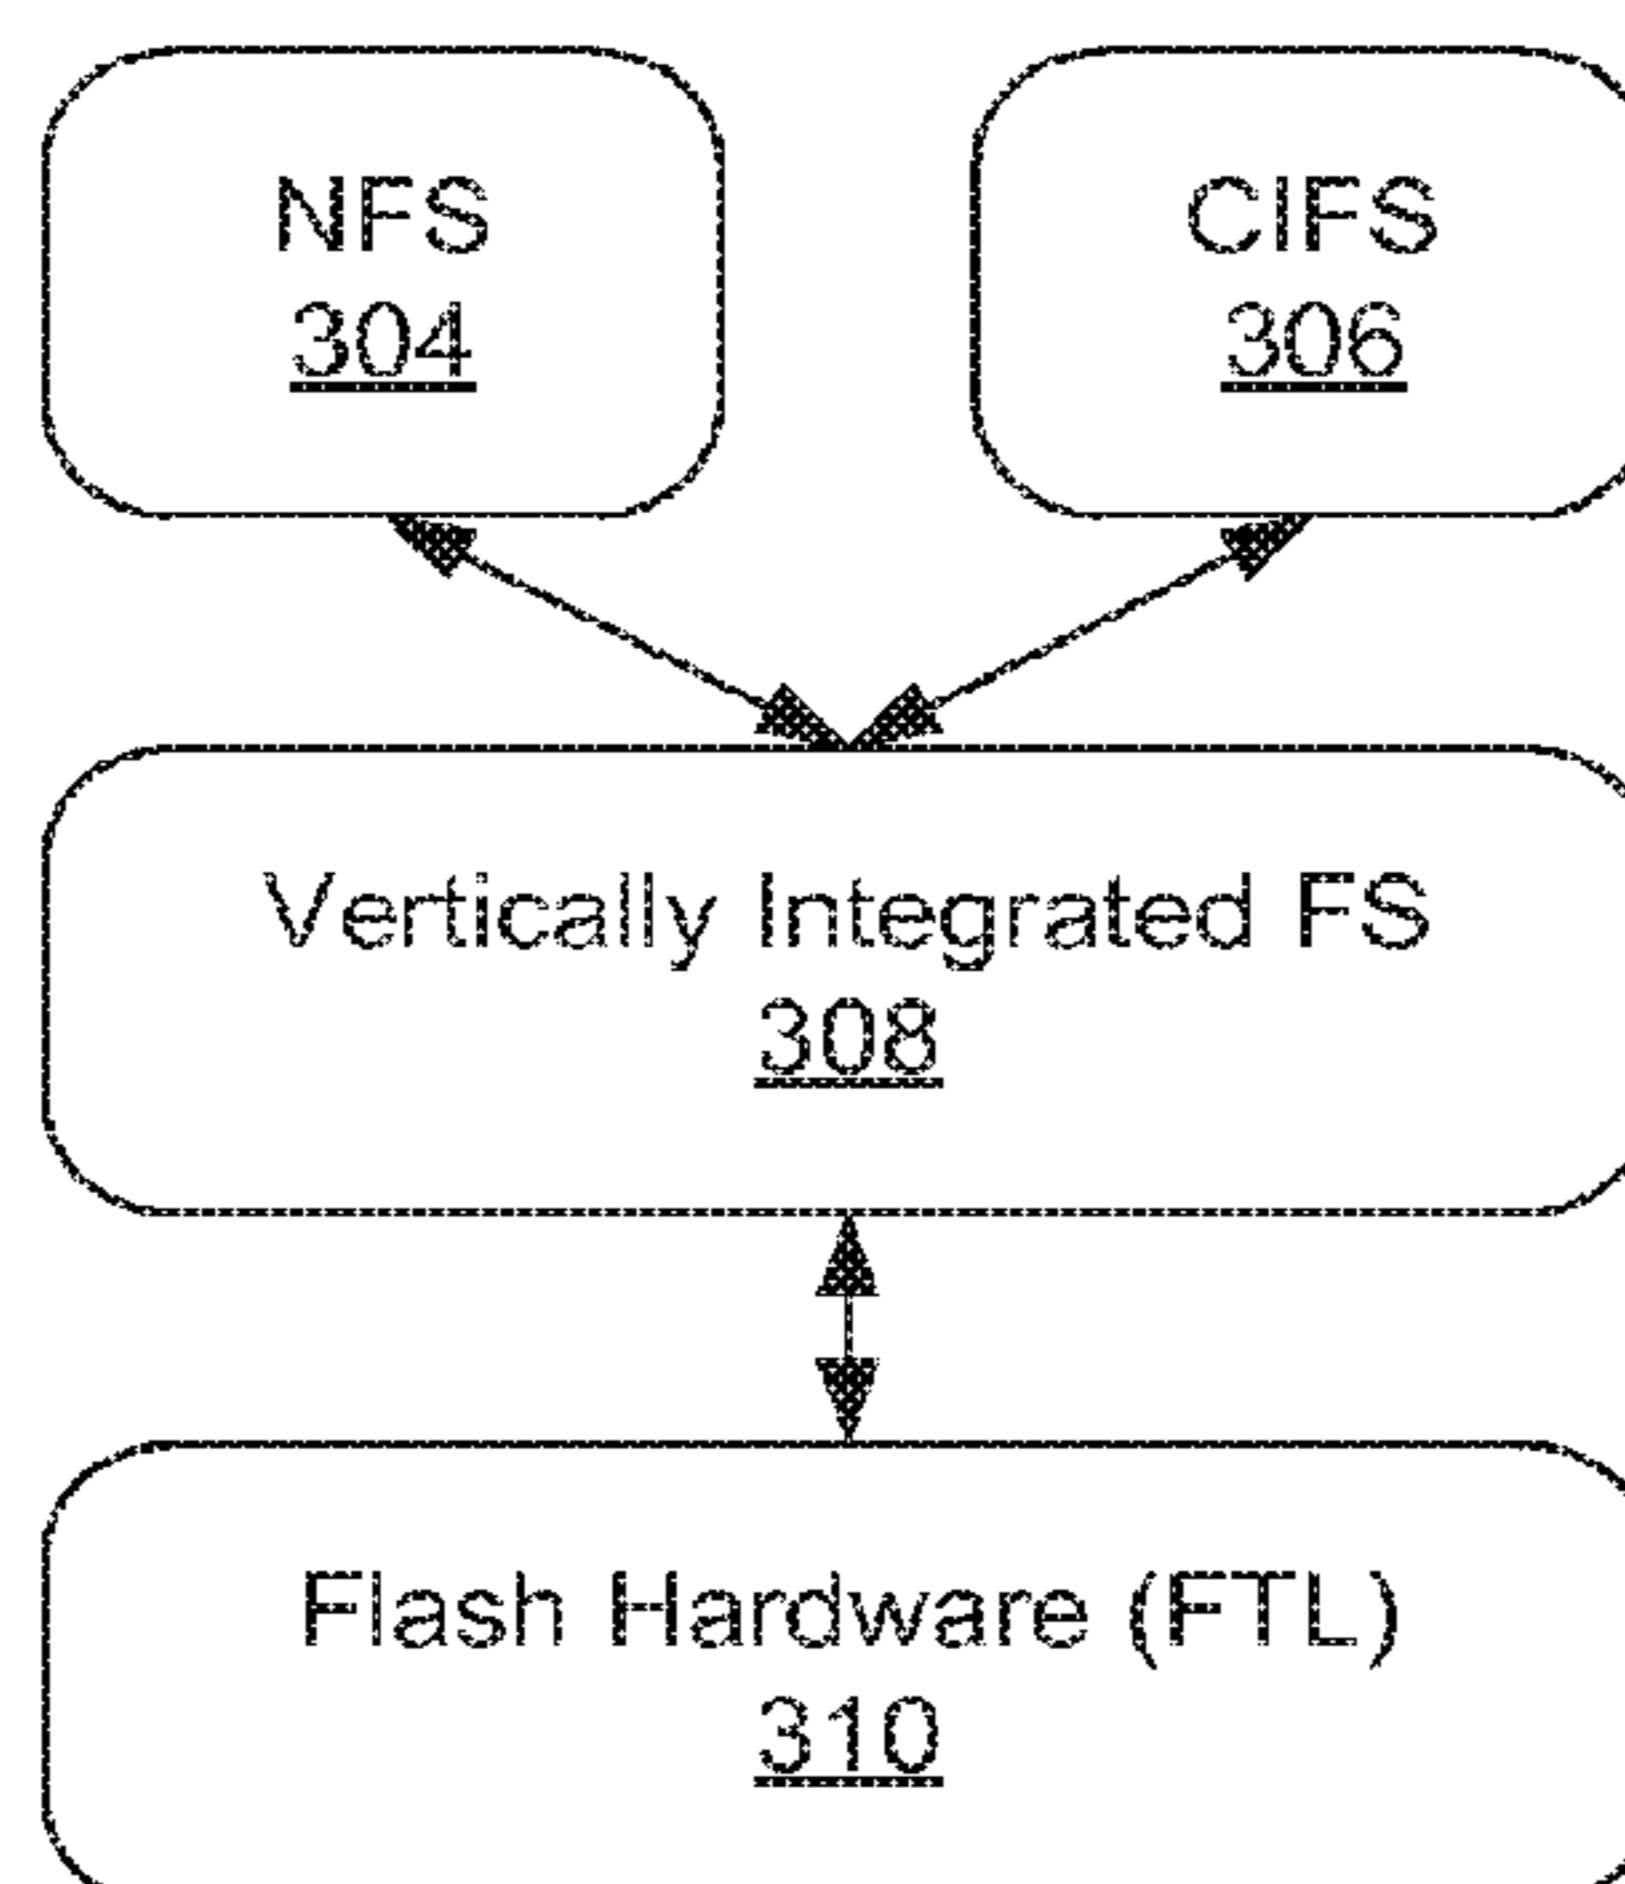 NFS
304
CIFS
306
Vertically Integrated FS
308
Flash Hardware (FTL)
310